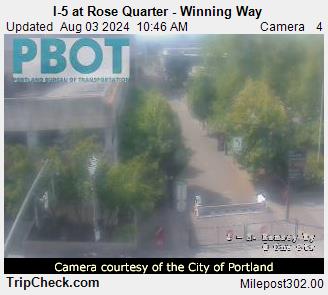 I-5 at Rose Quarter - Winning Way
Updated Aug 03 2024 10:46 AM Camera 4
PBOT
PORTLAND BUREAU OF TRANSPORTATION
Camera courtesy of the City of Portland
TripCheck.com Milepost302.00